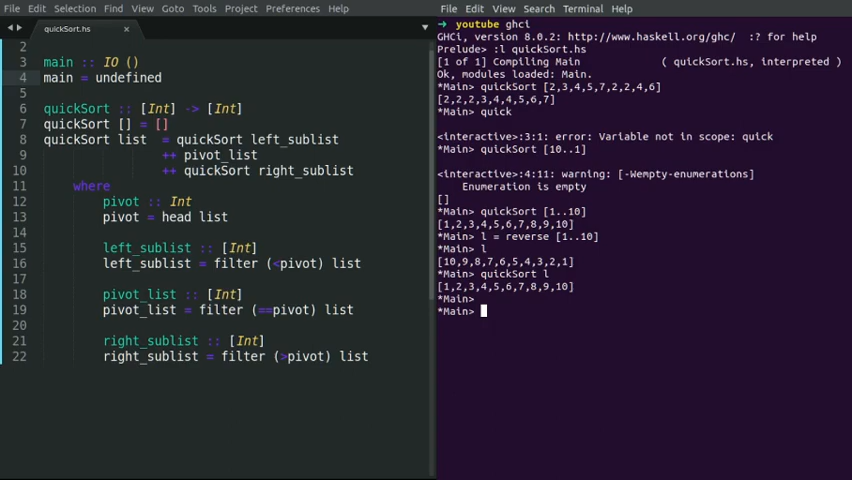 File Edit Selection Find View Goto Tools Project Preferences Help
quickSort.hs ×
2
3 main :: IO ()
4 main = undefined
5
6 quickSort :: [Int] -> [Int]
7 quickSort [] = []
8 quickSort list  = quickSort left_sublist
9 ++ pivot_list
10 ++ quickSort right_sublist
11 where
12 pivot :: Int
13 pivot = head list
14
15 left_sublist :: [Int]
16 left_sublist = filter (<pivot) list
17
18 pivot_list :: [Int]
19 pivot_list = filter (==pivot) list
20
21 right_sublist :: [Int]
22 right_sublist = filter (>pivot) list
File Edit View Search Terminal Help
➜ youtube ghci
GHCi, version 8.0.2: http://www.haskell.org/ghc/  :? for help
Prelude> :l quickSort.hs
[1 of 1] Compiling Main             ( quickSort.hs, interpreted )
Ok, modules loaded: Main.
*Main> quickSort [2,3,4,5,7,2,2,4,6]
[2,2,2,3,4,4,5,6,7]
*Main> quick
<interactive>:3:1: error: Variable not in scope: quick
*Main> quickSort [10..1]
<interactive>:4:11: warning: [-Wempty-enumerations]
Enumeration is empty
[]
*Main> quickSort [1..10]
[1,2,3,4,5,6,7,8,9,10]
*Main> l = reverse [1..10]
*Main> l
[10,9,8,7,6,5,4,3,2,1]
*Main> quickSort l
[1,2,3,4,5,6,7,8,9,10]
*Main>
*Main>